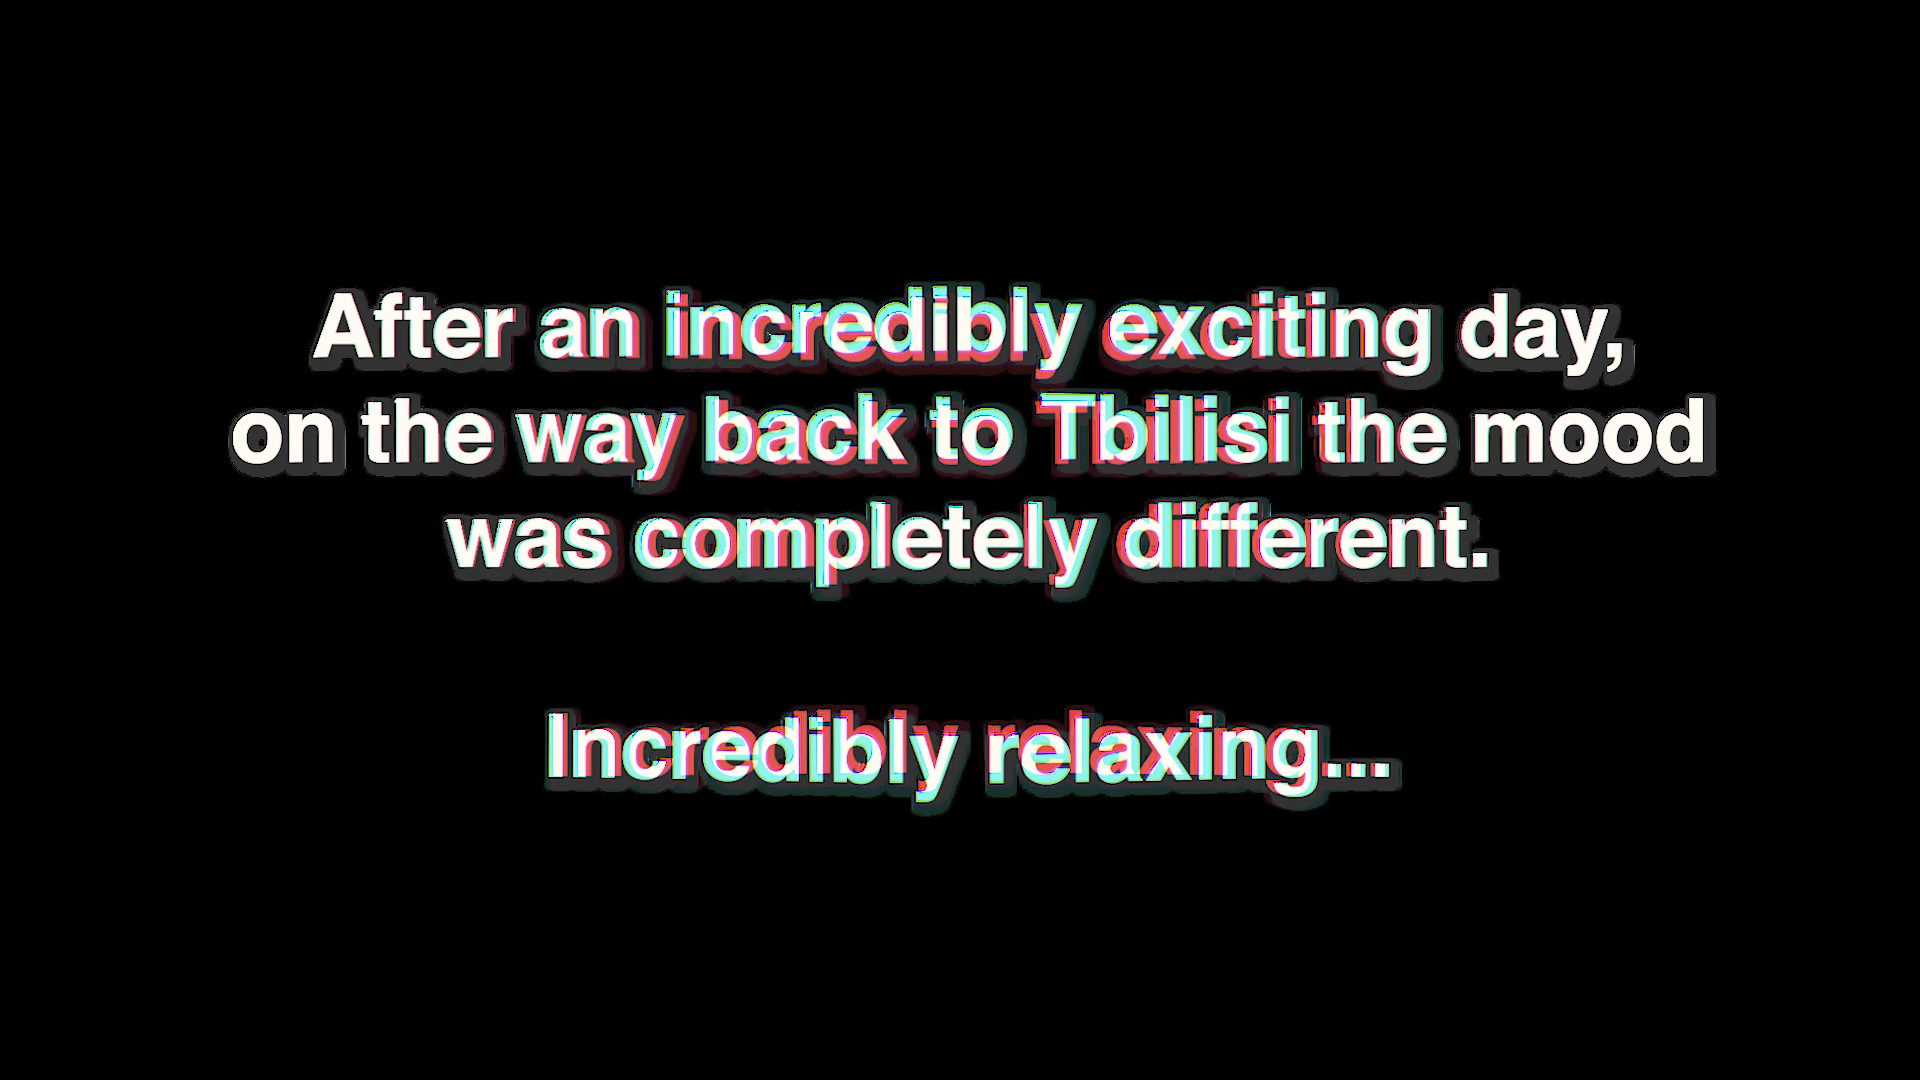 After an incredibly exciting day,
on the way back to Tbilisi the mood
was completely different.
Incredibly relaxing...